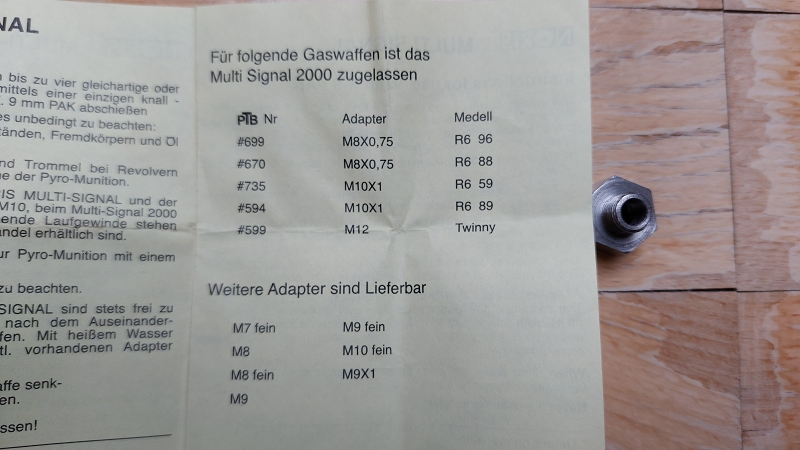 NAL
bis zu vier gleichartige oder
mittels einer einzigen knall -
. 9 mm PAK abschießen
es unbedingt zu beachten:
tänden, Fremdkörpern und Öl
nd Trommel bei Revolvern
e der Pyro-Munition.
IS MULTI-SIGNAL und der
M10, beim Multi-Signal 2000
ende Laufgewinde stehen
andel erhältlich sind.
ur Pyro-Munition mit einem
zu beachten.
SIGNAL sind stets frei zu
nach dem Auseinander-
fen. Mit heißem Wasser
tl. vorhandenen Adapter
affe senk-
en.
ssen!
Für folgende Gaswaffen ist das
Multi Signal 2000 zugelassen
PTB Nr Adapter Medell
#699 M8X0,75 R6 96
#670 M8X0,75 R6 88
#735 M10X1 R6 59
#594 M10X1 R6 89
#599 M12 Twinny
Weitere Adapter sind Lieferbar
M7 fein M9 fein
M8 M10 fein
M8 fein M9X1
M9